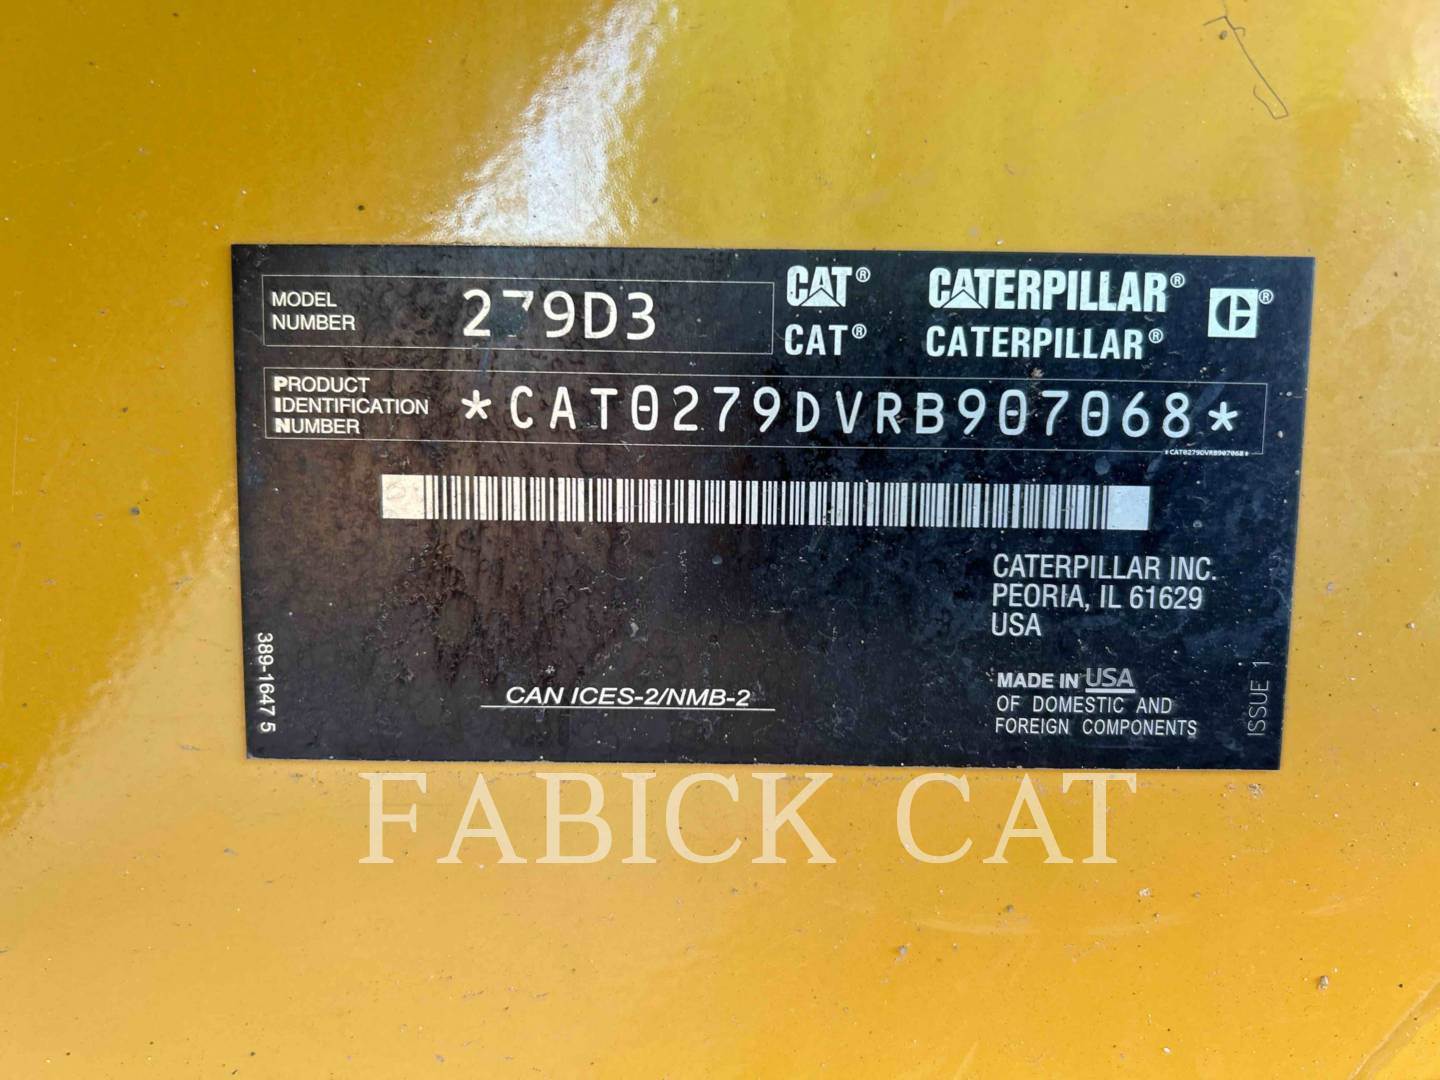 MODEL
NUMBER
279D3
CAT® CATERPILLAR® ®
CAT® CATERPILLAR®
PRODUCT
IDENTIFICATION
NUMBER
*CAT0279DVRB907068*
*CAT0279DVRB907068*
CATERPILLAR INC.
PEORIA, IL 61629
USA
389-1647 5
CAN ICES-2/NMB-2
MADE IN USA
OF DOMESTIC AND
FOREIGN COMPONENTS
ISSUE 1
FABICK CAT